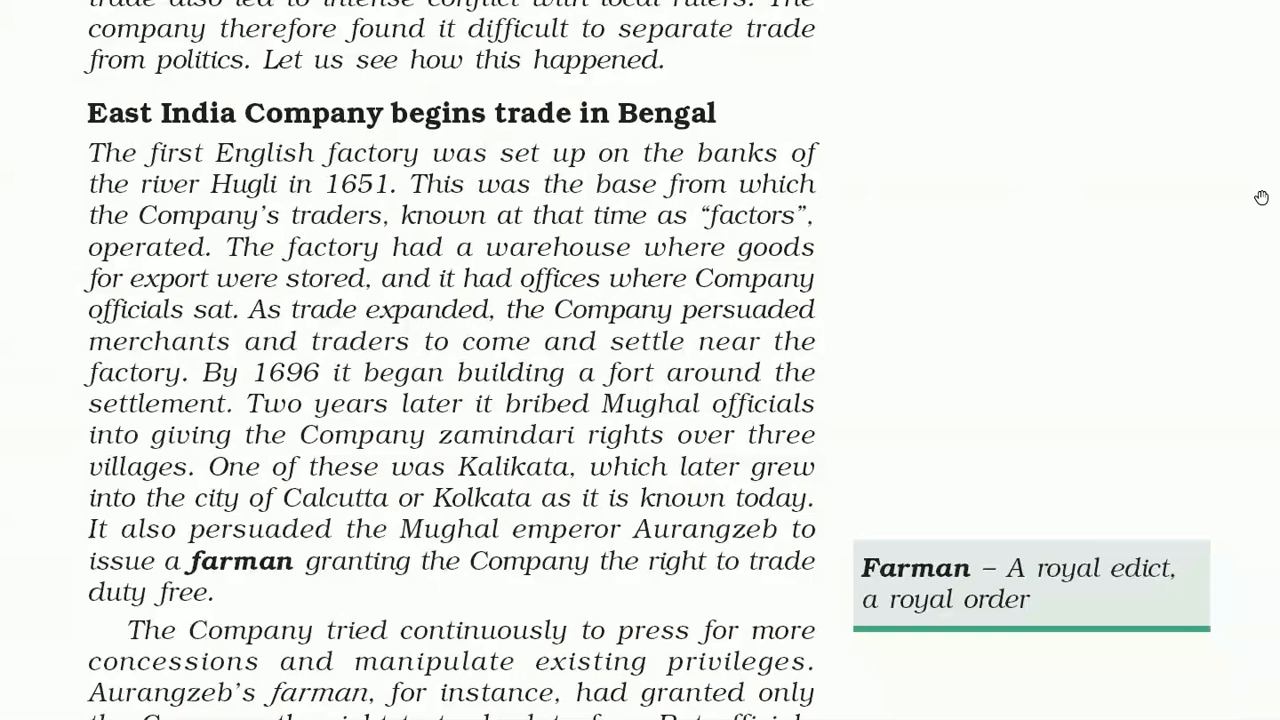 company therefore found it difficult to separate trade
from politics. Let us see how this happened.
East India Company begins trade in Bengal
The first English factory was set up on the banks of
the river Hugli in 1651. This was the base from which
the Company's traders, known at that time as “factors”,
operated. The factory had a warehouse where goods
for export were stored, and it had offices where Company
officials sat. As trade expanded, the Company persuaded
merchants and traders to come and settle near the
factory. By 1696 it began building a fort around the
settlement. Two years later it bribed Mughal officials
into giving the Company zamindari rights over three
villages. One of these was Kalikata, which later grew
into the city of Calcutta or Kolkata as it is known today.
It also persuaded the Mughal emperor Aurangzeb to
issue a farman granting the Company the right to trade
duty free.
The Company tried continuously to press for more
concessions and manipulate existing privileges.
Aurangzeb's farman, for instance, had granted only
Farman – A royal edict,
a royal order